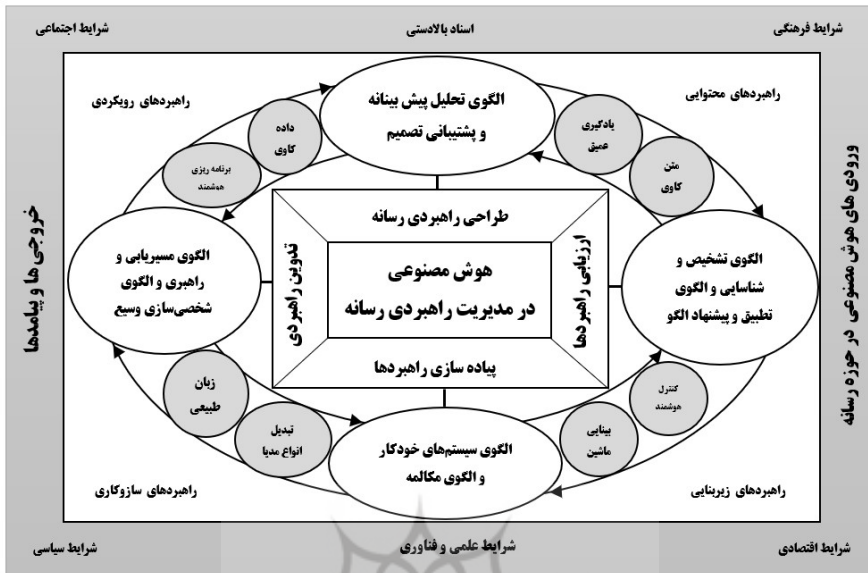 شرایط فرهنگی
اسناد بالادستی
شرایط اجتماعی
ورودی های هوش مصنوعی در حوزه رسانه
راهبردهای محتوایی
الگوی تحلیل پیش بینانه
و پشتیبانی تصمیم
راهبردهای رویکردی
یادگیری
عمیق
متن
کاوی
داده
کاوی
برنامه ریزی
هوشمند
الگوی تشخیص و
شناسایی و الگوی
تطبیق و پیشنهاد الگو
ارزیابی راهبردها
طراحی راهبردی رسانه
هوش مصنوعی
در مدیریت راهبردی رسانه
پیاده سازی راهبردها
تدوین راهبردی
الگوی مسیریابی و
راهبری و الگوی
شخصی‌سازی وسیع
کنترل
هوشمند
بینایی
ماشین
الگوی سیستم‌های خودکار
و الگوی مکالمه
تبدیل
انواع مدیا
زبان
طبیعی
راهبردهای زیربنایی
راهبردهای سازوکاری
خروجی ها و پیامدها
شرایط اقتصادی
شرایط علمی و فناوری
شرایط سیاسی